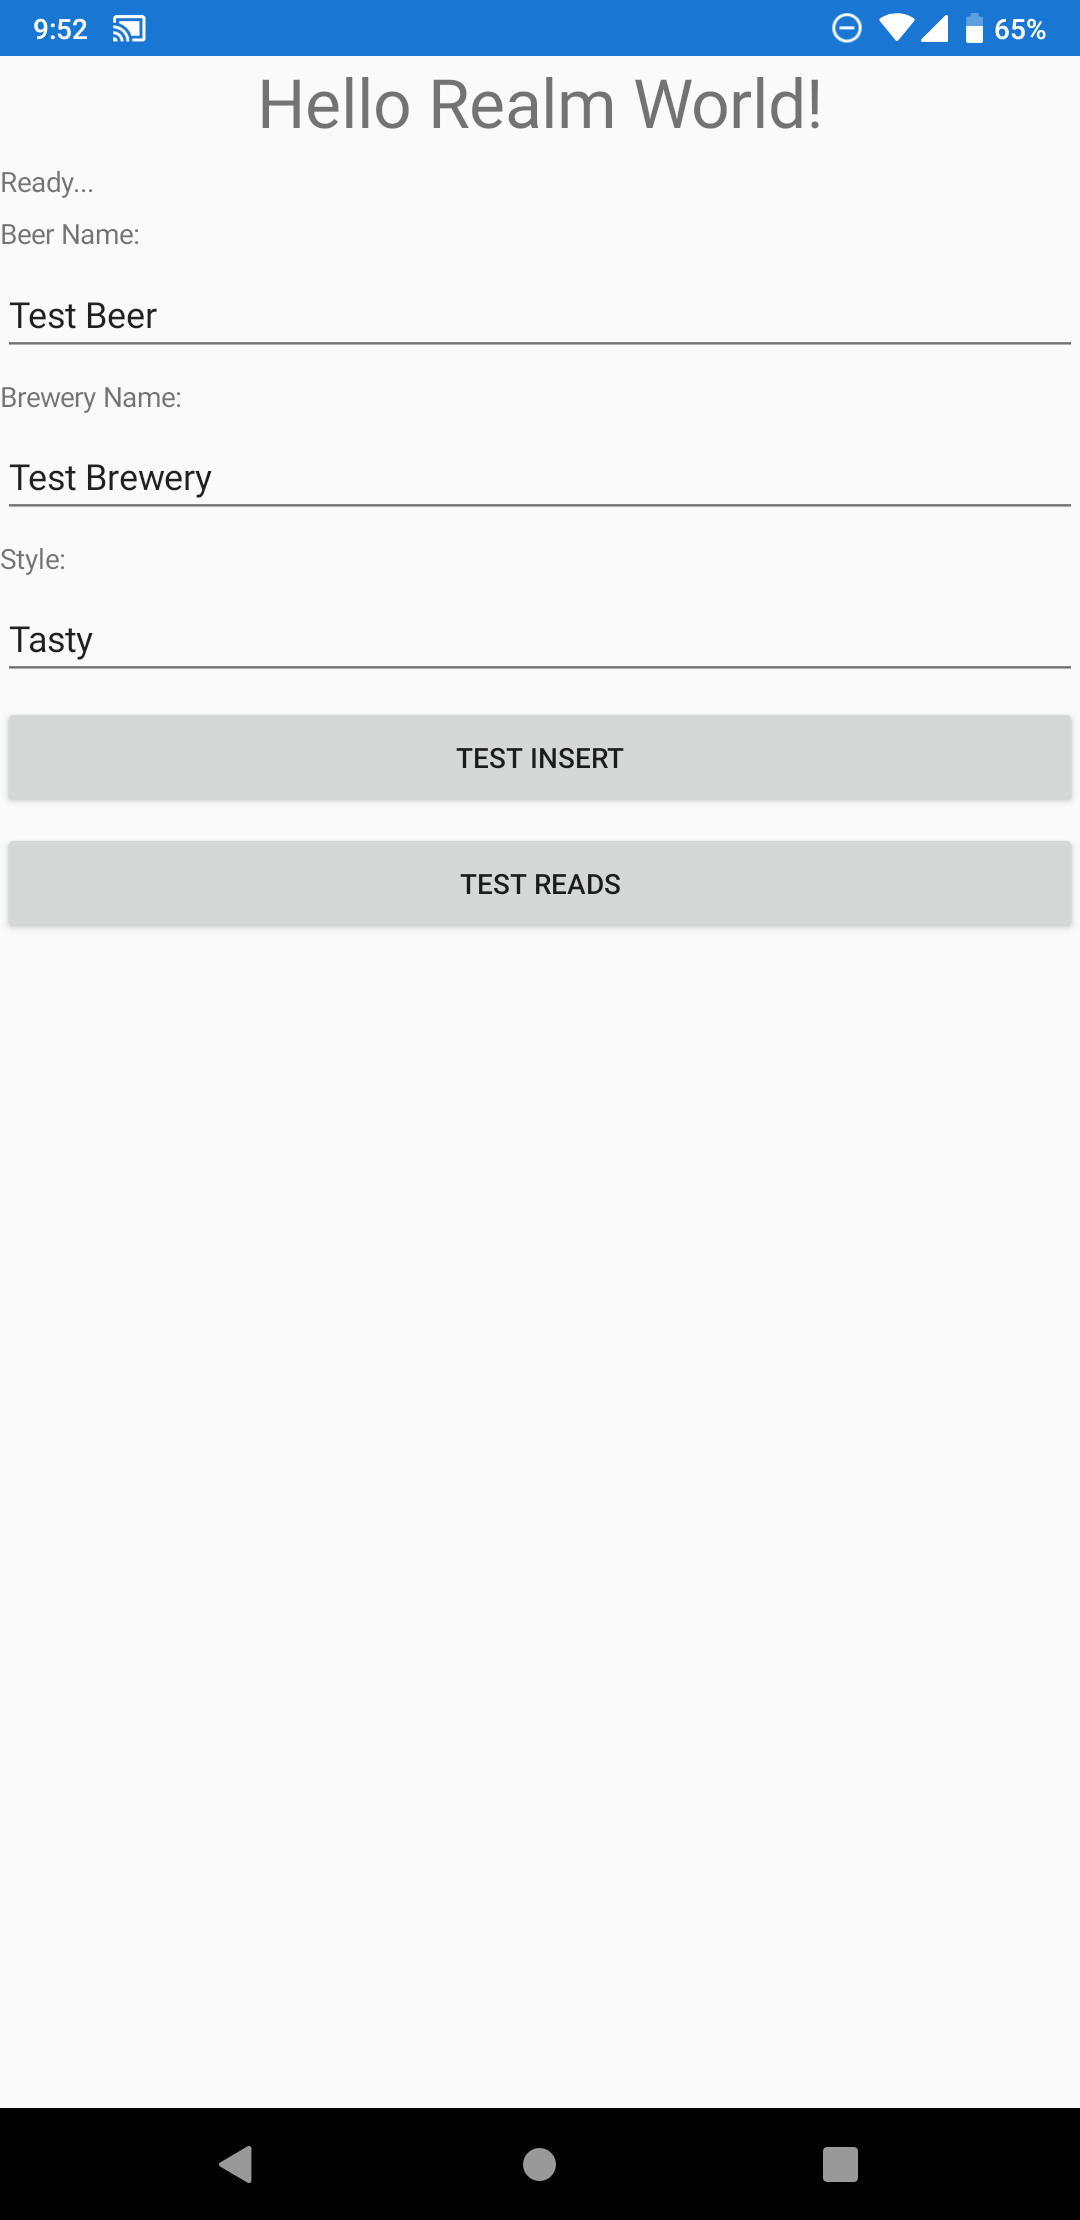 9:52 65%
Hello Realm World!
Ready...
Beer Name:
Test Beer
Brewery Name:
Test Brewery
Style:
Tasty
TEST INSERT
TEST READS